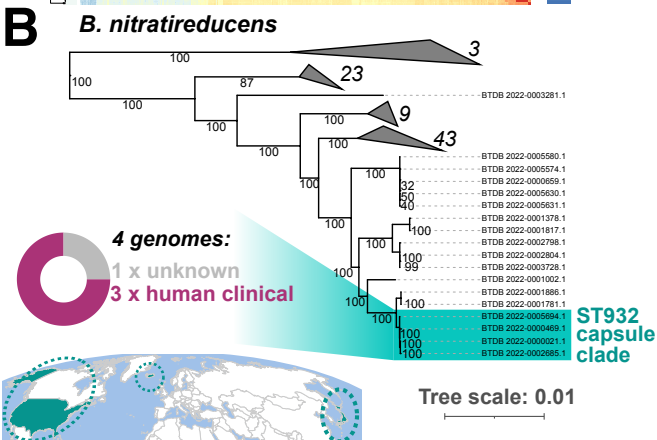 B
B. nitratireducens
3
100
100
23
87
100
BTDB 2022-0003281.1
100
9
100
100
43
100
BTDB 2022-0005580.1
100
BTDB 2022-0005574.1
BTDB 2022-0000659.1
32
50
BTDB 2022-0005630.1
40
BTDB 2022-0005631.1
100
BTDB 2022-0001378.1
100
BTDB 2022-0001817.1
100
BTDB 2022-0002798.1
100
BTDB 2022-0002804.1
99
BTDB 2022-0003728.1
100
BTDB 2022-0001002.1
BTDB 2022-0001886.1
100
100
BTDB 2022-0001781.1
100
BTDB 2022-0005694.1
100
BTDB 2022-0000469.1
100
BTDB 2022-0000021.1
100
BTDB 2022-0002685.1
ST932
capsule
clade
4 genomes:
1 x unknown
3 x human clinical
Tree scale: 0.01